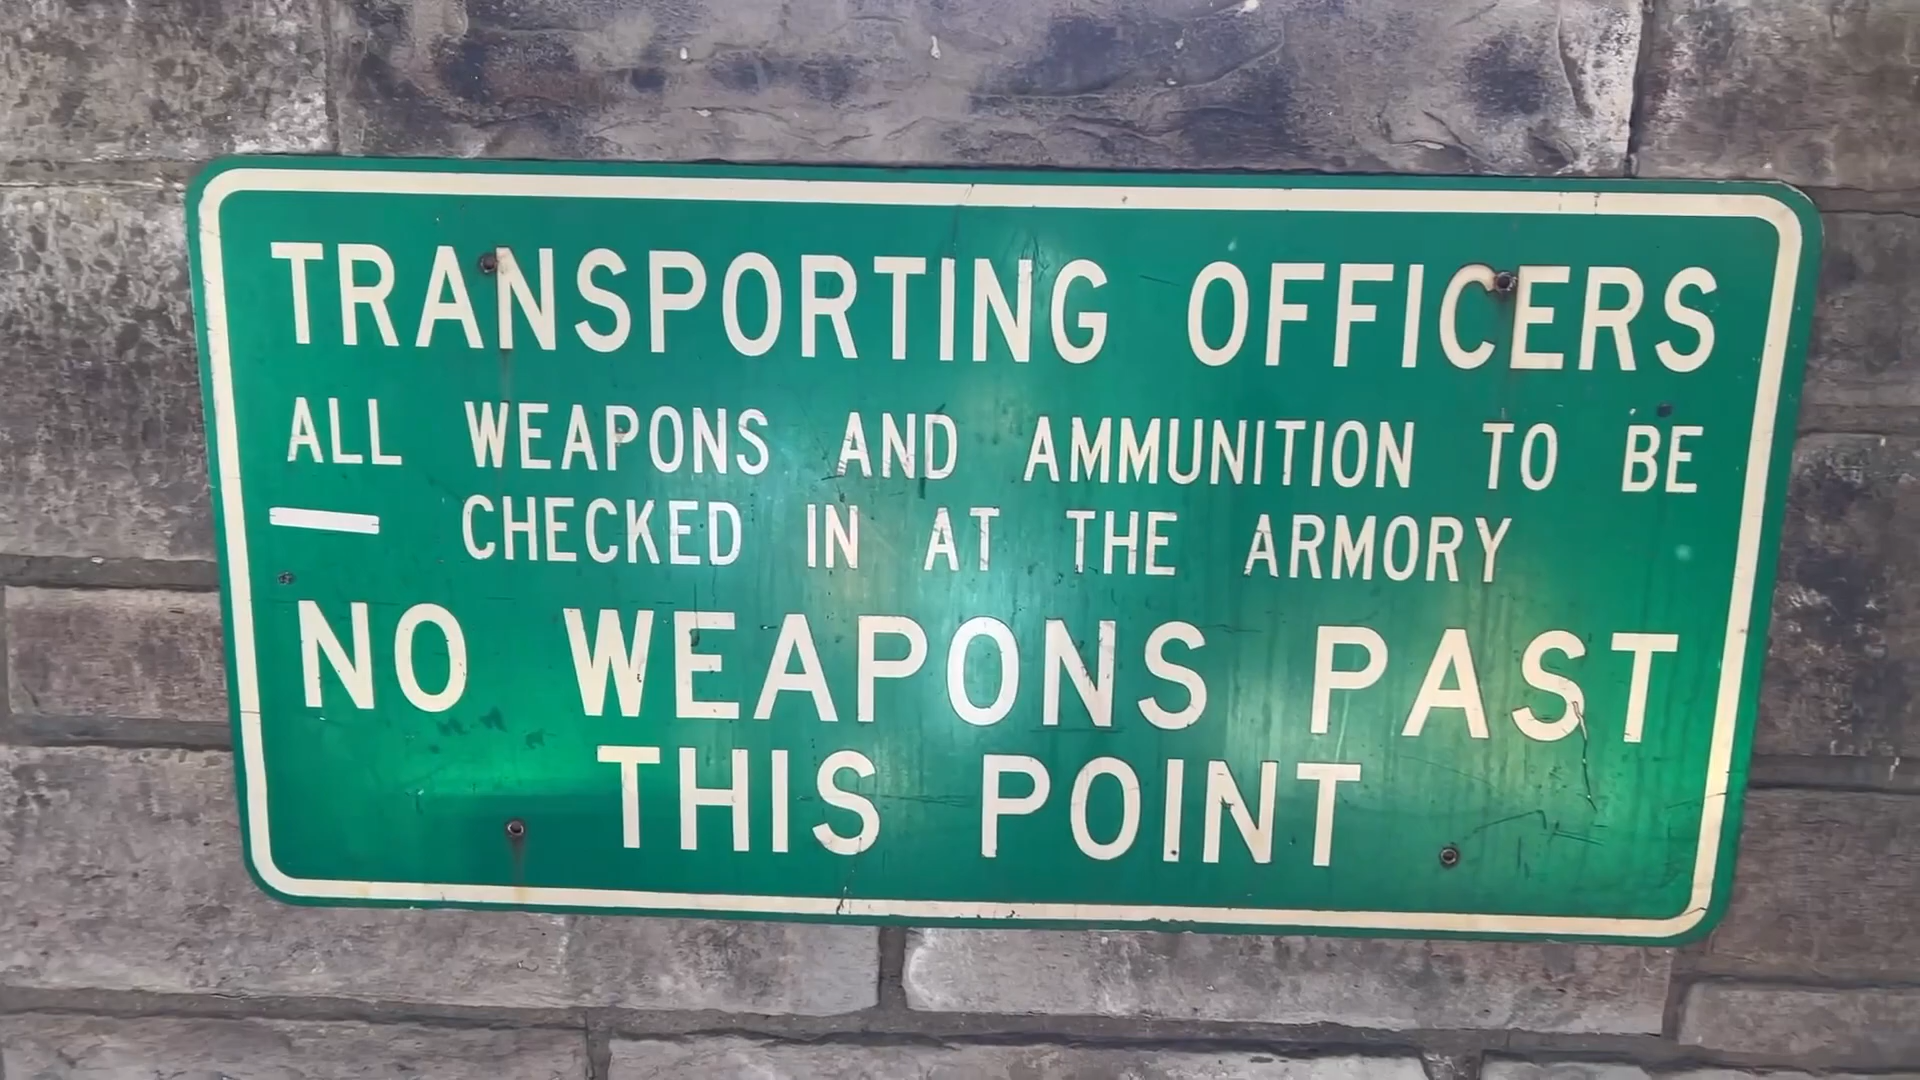 TRANSPORTING OFFICERS
ALL WEAPONS AND AMMUNITION TO BE
CHECKED IN AT THE ARMORY
NO WEAPONS PAST
THIS POINT